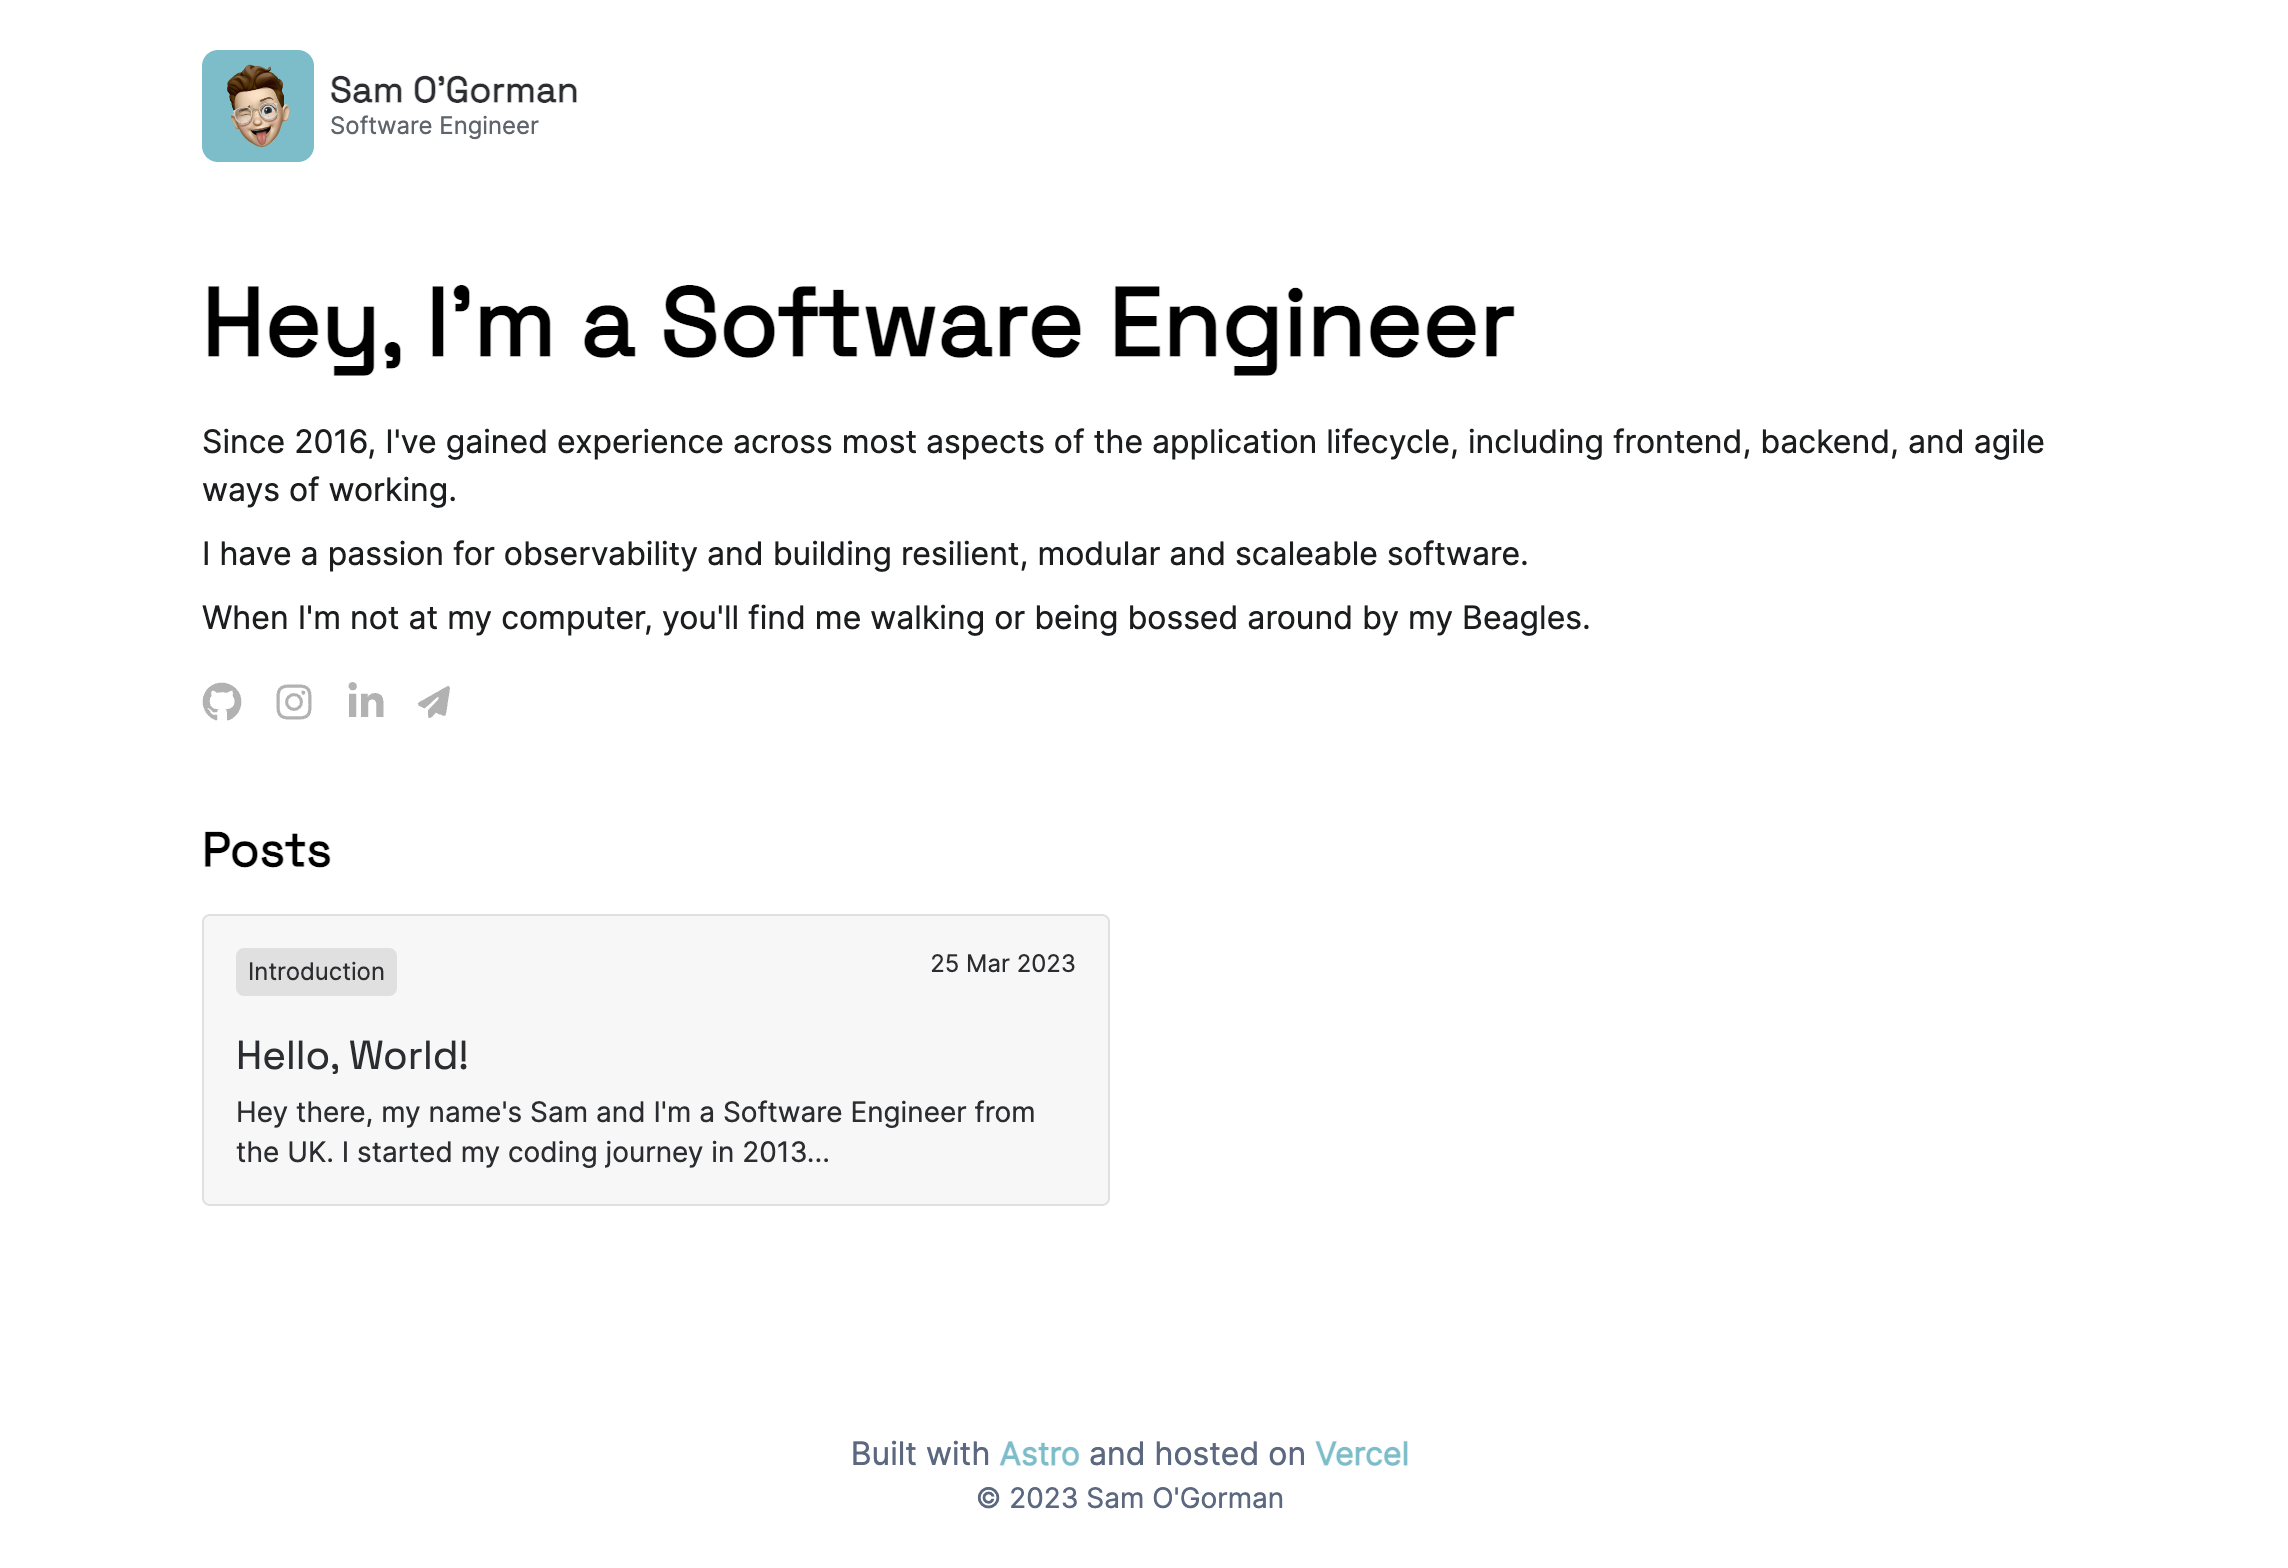 Sam O’Gorman
Software Engineer
Hey, I’m a Software Engineer
Since 2016, I've gained experience across most aspects of the application lifecycle, including frontend, backend, and agile
ways of working.
I have a passion for observability and building resilient, modular and scaleable software.
When I'm not at my computer, you'll find me walking or being bossed around by my Beagles.
in
Posts
Introduction
25 Mar 2023
Hello, World!
Hey there, my name's Sam and I'm a Software Engineer from
the UK. I started my coding journey in 2013...
Built with Astro and hosted on Vercel
© 2023 Sam O'Gorman